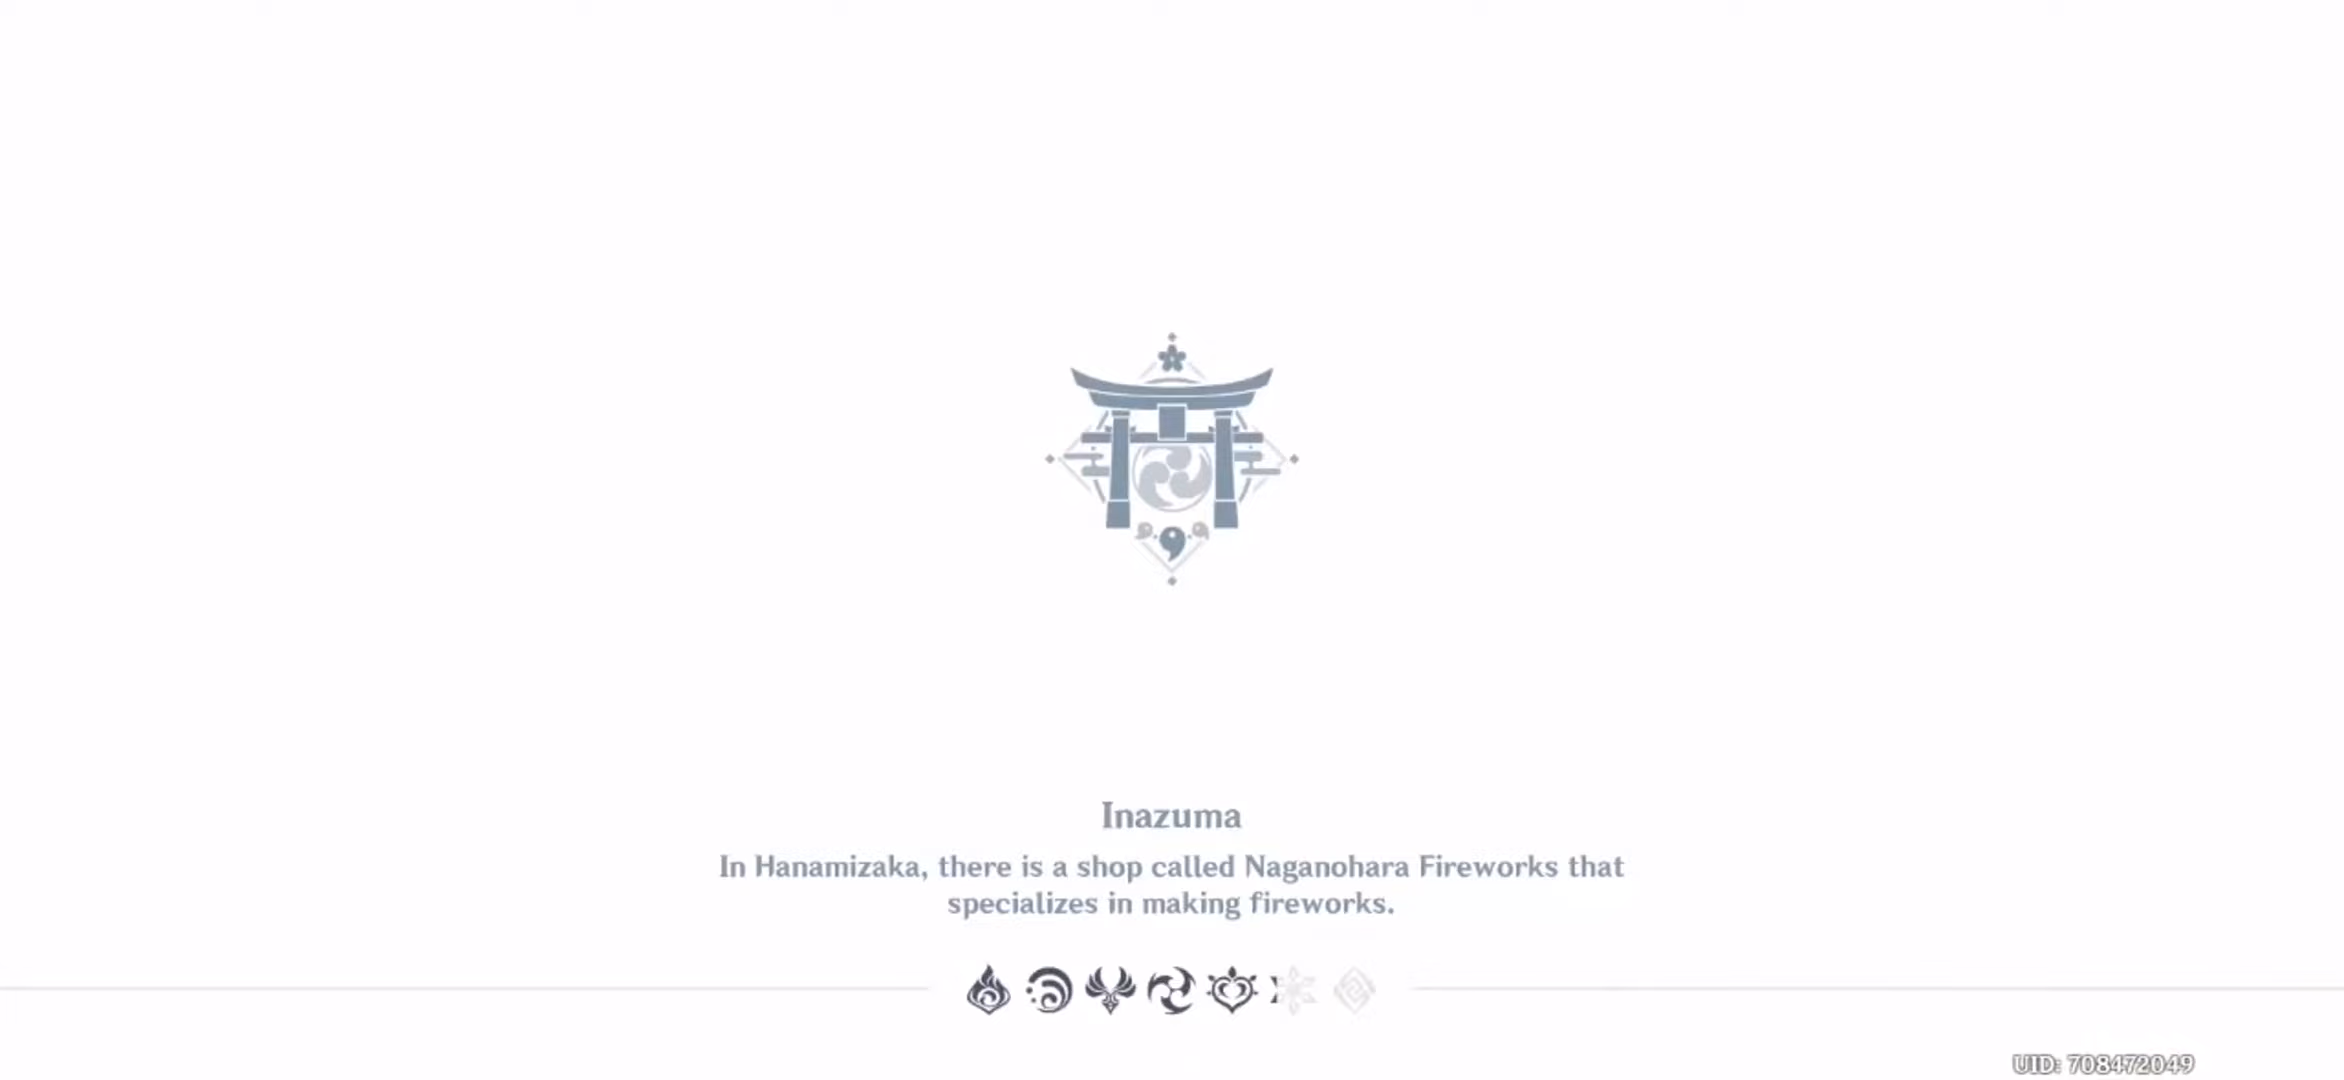 Inazuma
In Hanamizaka, there is a shop called Naganohara Fireworks that
specializes in making fireworks.
UID: 708472049